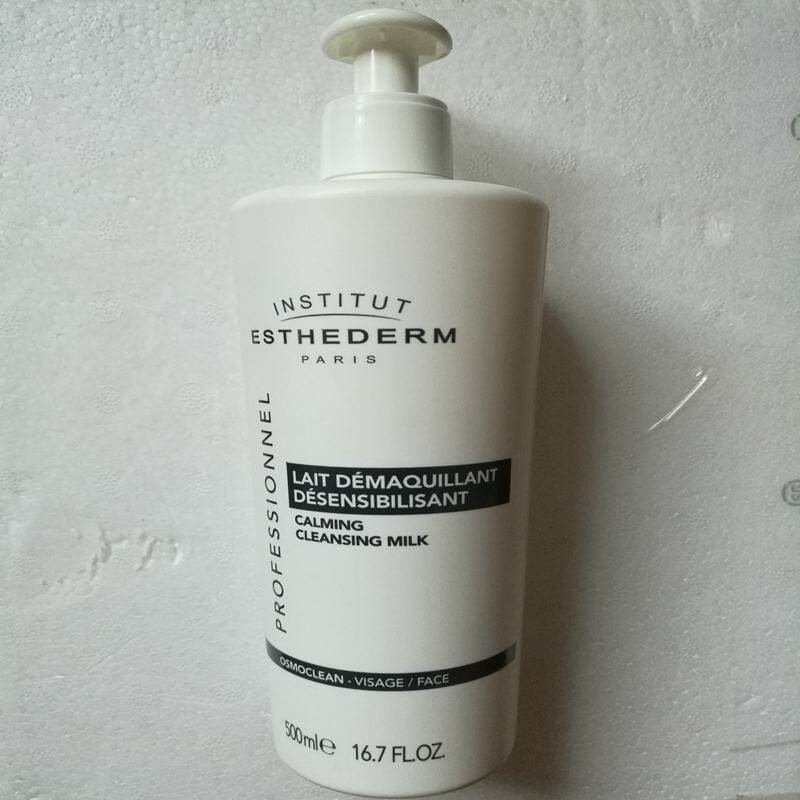 INSTITUT
ESTHEDERM
PARIS
PROFESSIONNEL
LAIT DÉMAQUILLANT
DÉSENSIBILISANT
CALMING
CLEANSING MILK
OSMOCLEAN - VISAGE / FACE
500ml℮ 16.7 FL.OZ.